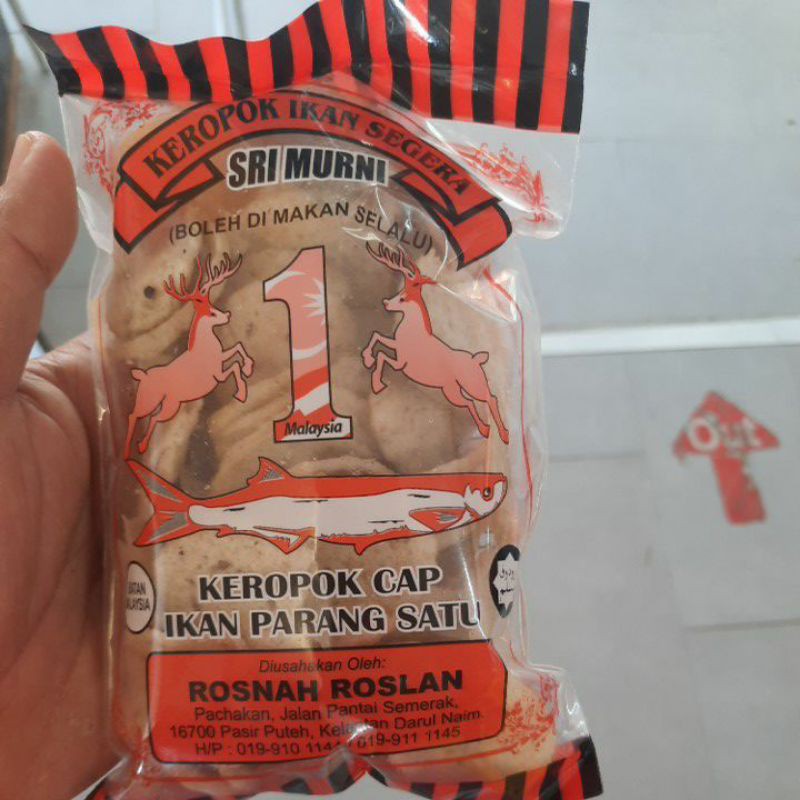 KEROPOK IKAN SEGERA
SRI MURNI
(BOLEH DI MAKAN SELALU)
1
Malaysia
KEROPOK CAP
IKAN PARANG SATU
Diusahakan Oleh:
ROSNAH ROSLAN
Pachakan, Jalan Pantai Semerak,
16700 Pasir Puteh, Kelantan Darul Naim.
H/P : 019-910 1144 / 019-911 1145
Out